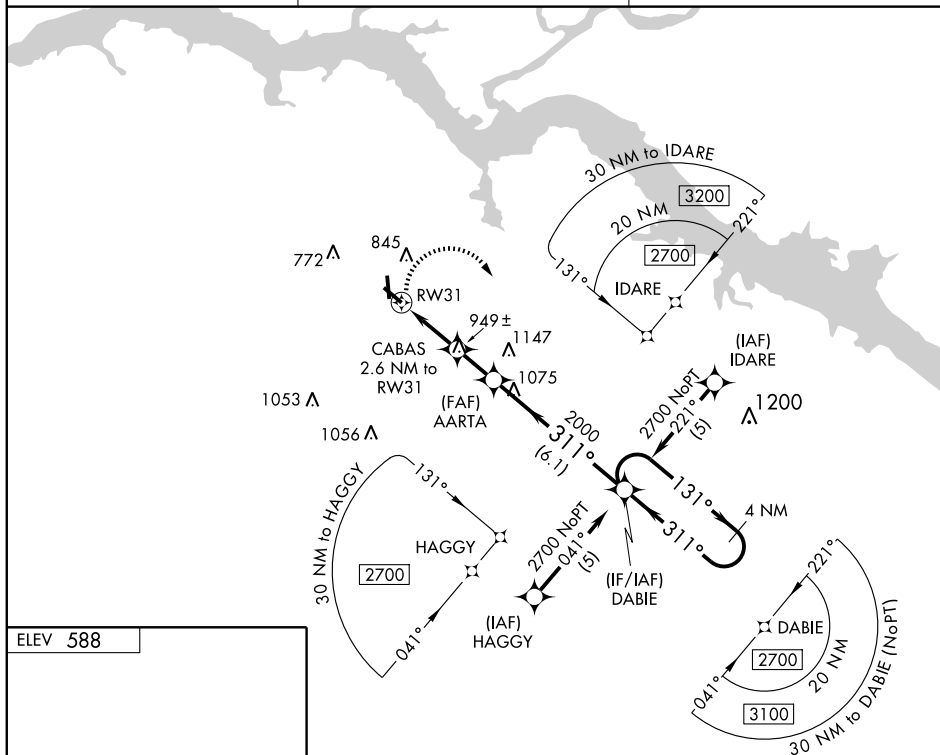 30 NM to IDARE
3200
20 NM
221°
2700
131°
IDARE
772
845
RW31
949±
1147
CABAS
2.6 NM to
RW31
1075
(FAF)
AARTA
(IAF)
IDARE
1200
2700 NoPT
221°
(5)
1053
1056
2000
311°
(6.1)
131°
4 NM
311°
30 NM to HAGGY
131°
HAGGY
2700
041°
2700 NoPT
041°
(5)
(IF/IAF)
DABIE
(IAF)
HAGGY
221°
DABIE
2700
20 NM
041°
3100
30 NM to DABIE (NoPT)
ELEV 588